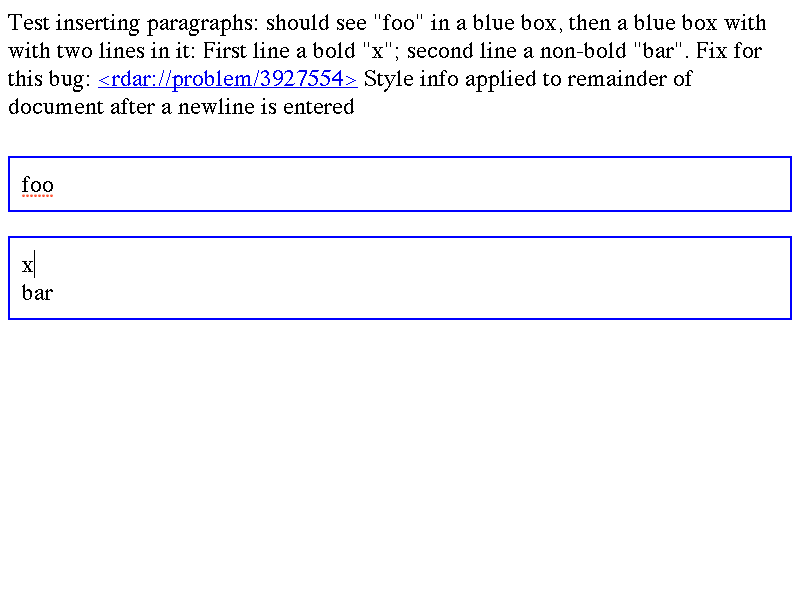 Test inserting paragraphs: should see "foo" in a blue box, then a blue box with
with two lines in it: First line a bold "x"; second line a non-bold "bar". Fix for
this bug: <rdar://problem/3927554> Style info applied to remainder of
document after a newline is entered
foo
x
bar